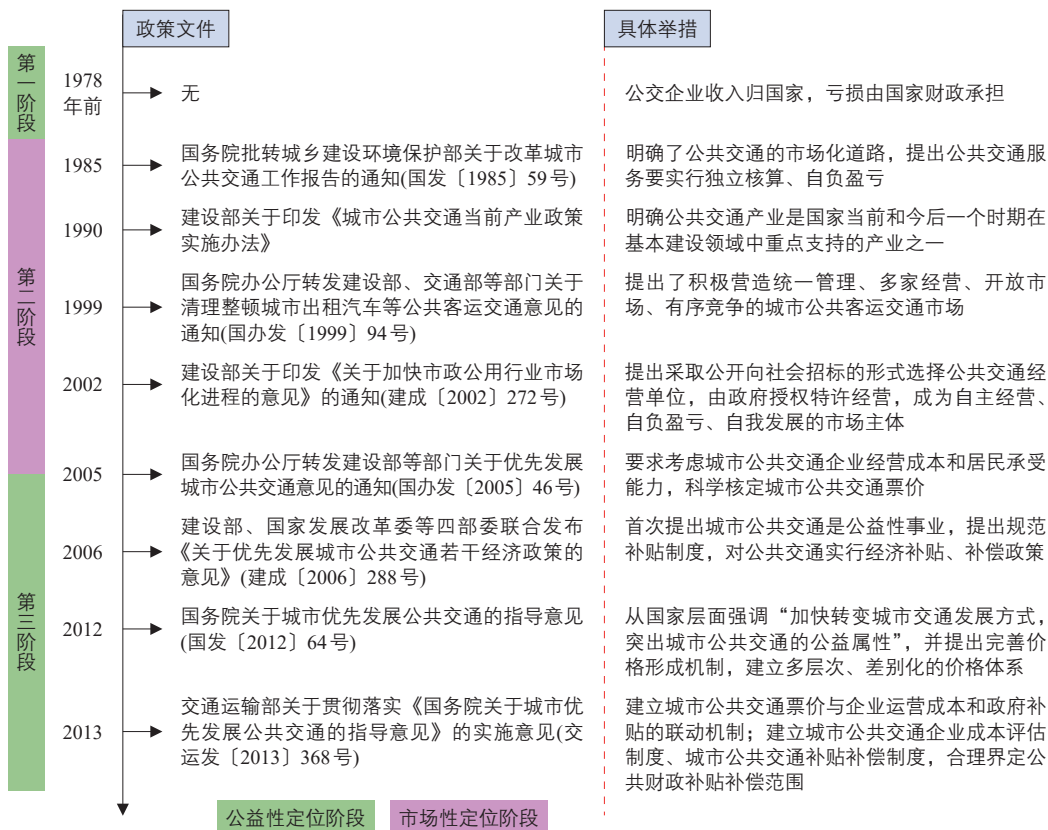 政策文件
具体举措
第一阶段
1978
年前
无
公交企业收入归国家，亏损由国家财政承担
第二阶段
1985
国务院批转城乡建设环境保护部关于改革城市
公共交通工作报告的通知(国发〔1985〕59号)
明确了公共交通的市场化道路，提出公共交通服
务要实行独立核算、自负盈亏
1990
建设部关于印发《城市公共交通当前产业政策
实施办法》
明确公共交通产业是国家当前和今后一个时期在
基本建设领域中重点支持的产业之一
1999
国务院办公厅转发建设部、交通部等部门关于
清理整顿城市出租汽车等公共客运交通意见的
通知(国办发〔1999〕94号)
提出了积极营造统一管理、多家经营、开放市
场、有序竞争的城市公共客运交通市场
2002
建设部关于印发《关于加快市政公用行业市场
化进程的意见》的通知(建成〔2002〕272号)
提出采取公开向社会招标的形式选择公共交通经
营单位，由政府授权特许经营，成为自主经营、
自负盈亏、自我发展的市场主体
第三阶段
2005
国务院办公厅转发建设部等部门关于优先发展
城市公共交通意见的通知(国办发〔2005〕46号)
要求考虑城市公共交通企业经营成本和居民承受
能力，科学核定城市公共交通票价
2006
建设部、国家发展改革委等四部委联合发布
《关于优先发展城市公共交通若干经济政策的
意见》(建成〔2006〕288号)
首次提出城市公共交通是公益性事业，提出规范
补贴制度，对公共交通实行经济补贴、补偿政策
2012
国务院关于城市优先发展公共交通的指导意见
(国发〔2012〕64号)
从国家层面强调“加快转变城市交通发展方式，
突出城市公共交通的公益属性”，并提出完善价
格形成机制，建立多层次、差别化的价格体系
2013
交通运输部关于贯彻落实《国务院关于城市优
先发展公共交通的指导意见》的实施意见(交
运发〔2013〕368号)
建立城市公共交通票价与企业运营成本和政府补
贴的联动机制；建立城市公共交通企业成本评估
制度、城市公共交通补贴补偿制度，合理界定公
共财政补贴补偿范围
公益性定位阶段
市场性定位阶段